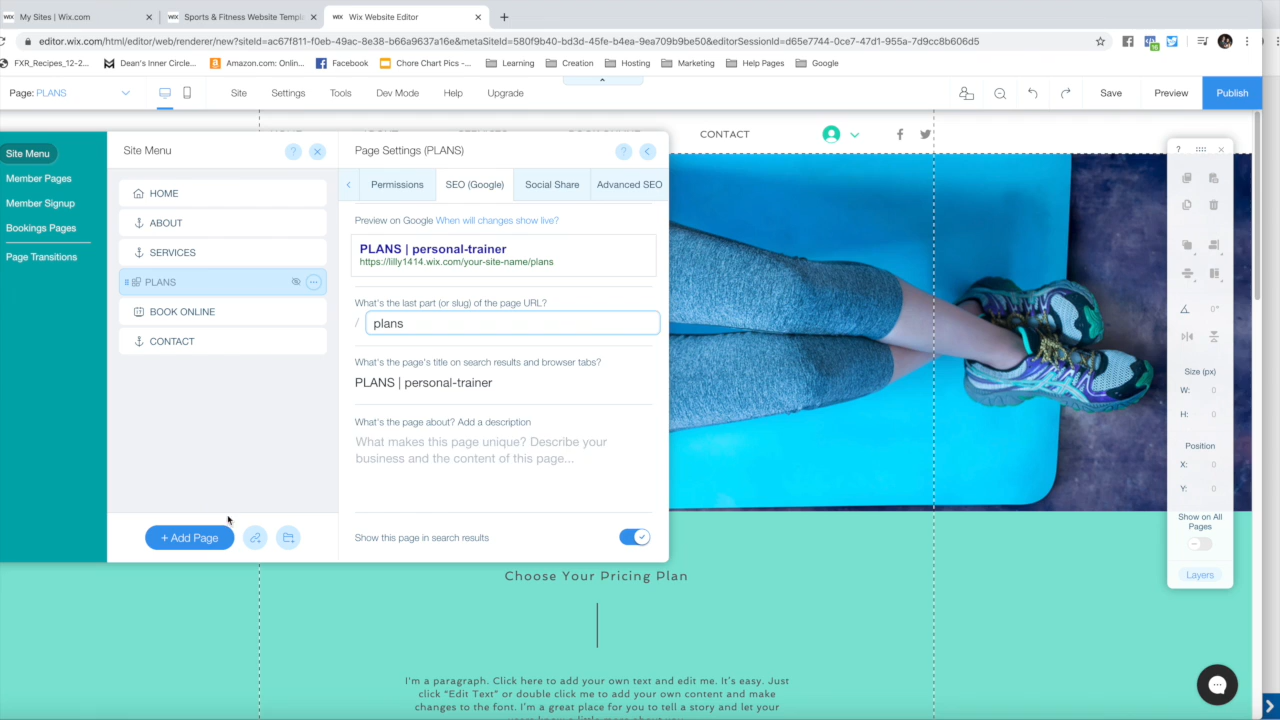 My Sites | Wix.com
Sports & Fitness Website Templ
Wix Website Editor
editor.wix.com/html/editor/web/renderer/new?siteId=ac67f811-f0eb-49ac-8e38-b66a9637a16e&metaSiteId=580f9b40-bd3d-45fe-b4ea-9ea709b9be50&editorSessionId=d65e7744-0ce7-47d1-955a-7d9cc8b606d5
FXR_Recipes_12-2...
Dean's Inner Circle...
Amazon.com: Onlin...
Facebook
Chore Chart Pics -...
Learning
Creation
Hosting
Marketing
Help Pages
Google
Page: PLANS
Site
Settings
Tools
Dev Mode
Help
Upgrade
Save
Preview
Publish
CONTACT
Site Menu
Member Pages
Member Signup
Bookings Pages
Page Transitions
Site Menu
HOME
ABOUT
SERVICES
PLANS
BOOK ONLINE
CONTACT
+ Add Page
Page Settings (PLANS)
Permissions
SEO (Google)
Social Share
Advanced SEO
Preview on Google When will changes show live?
PLANS | personal-trainer
https://lilly1414.wix.com/your-site-name/plans
What's the last part (or slug) of the page URL?
/ plans
What's the page's title on search results and browser tabs?
PLANS | personal-trainer
What's the page about? Add a description
What makes this page unique? Describe your
business and the content of this page...
Show this page in search results
0°
Size (px)
W: 0
H: 0
Position
X: 0
Y: 0
Show on All
Pages
Layers
Choose Your Pricing Plan
I'm a paragraph. Click here to add your own text and edit me. It's easy. Just
click "Edit Text" or double click me to add your own content and make
changes to the font. I'm a great place for you to tell a story and let your